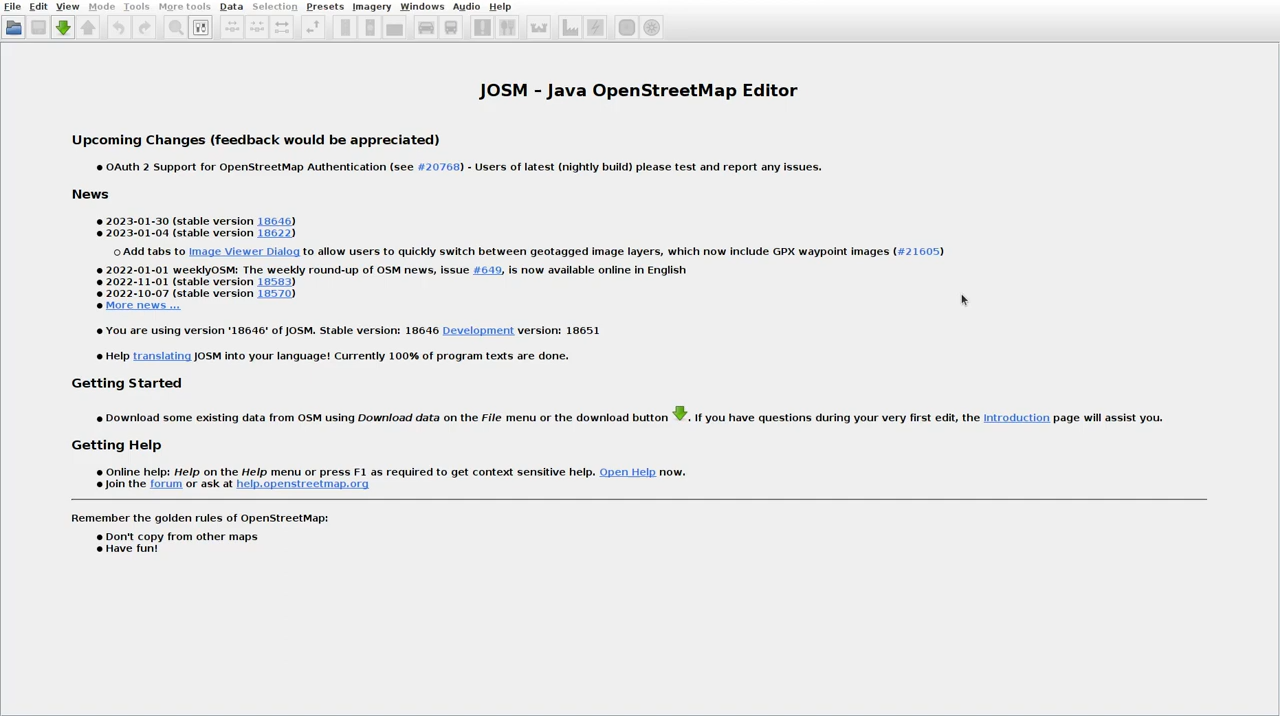 File Edit View Mode Tools More tools Data Selection Presets Imagery Windows Audio Help
JOSM – Java OpenStreetMap Editor
Upcoming Changes (feedback would be appreciated)
● OAuth 2 Support for OpenStreetMap Authentication (see #20768) - Users of latest (nightly build) please test and report any issues.
News
● 2023-01-30 (stable version 18646)
● 2023-01-04 (stable version 18622)
○ Add tabs to Image Viewer Dialog to allow users to quickly switch between geotagged image layers, which now include GPX waypoint images (#21605)
● 2022-01-01 weeklyOSM: The weekly round-up of OSM news, issue #649, is now available online in English
● 2022-11-01 (stable version 18583)
● 2022-10-07 (stable version 18570)
● More news ...
● You are using version '18646' of JOSM. Stable version: 18646 Development version: 18651
● Help translating JOSM into your language! Currently 100% of program texts are done.
Getting Started
● Download some existing data from OSM using Download data on the File menu or the download button . If you have questions during your very first edit, the Introduction page will assist you.
Getting Help
● Online help: Help on the Help menu or press F1 as required to get context sensitive help. Open Help now.
● Join the forum or ask at help.openstreetmap.org
Remember the golden rules of OpenStreetMap:
● Don't copy from other maps
● Have fun!